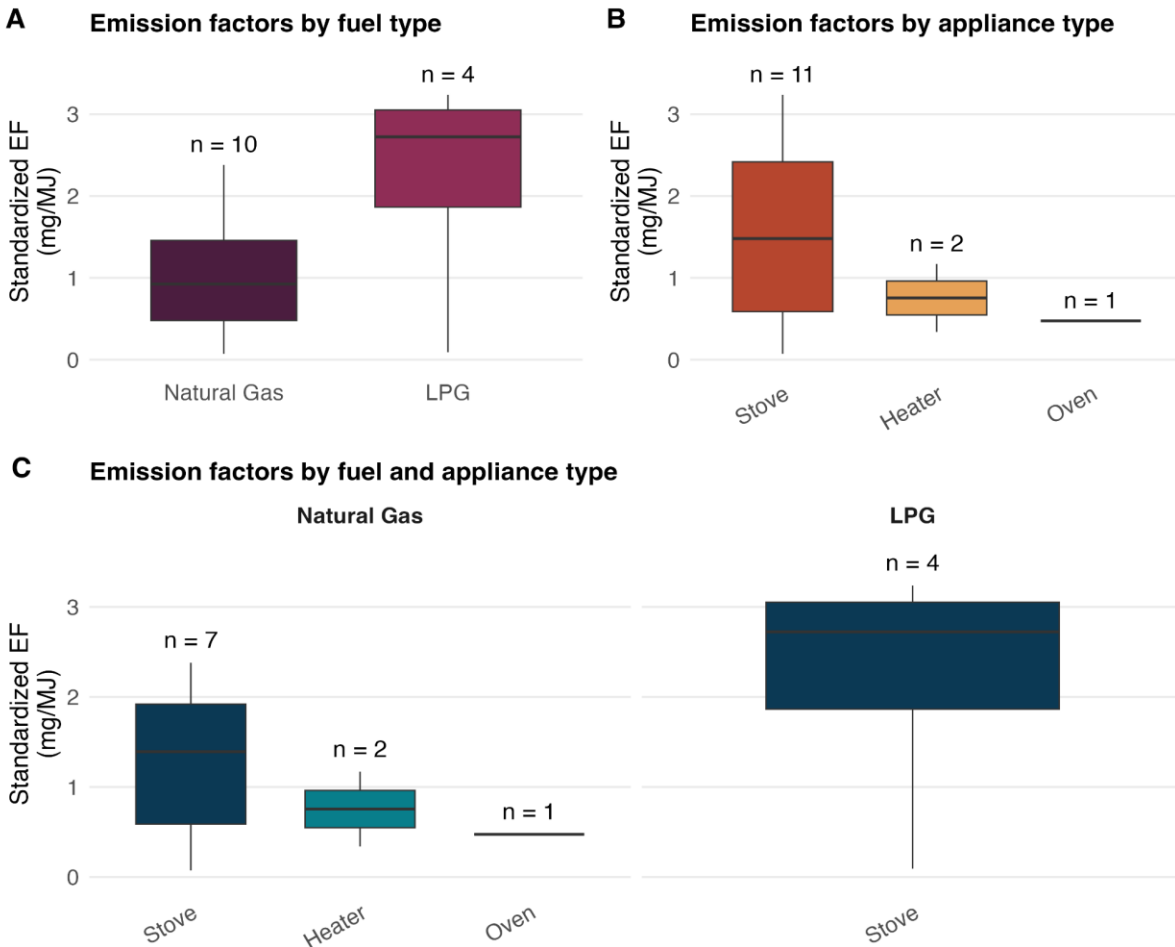 A Emission factors by fuel type
n = 10
n = 4
Standardized EF
(mg/MJ)
3
2
1
0
Natural Gas LPG
B Emission factors by appliance type
n = 11
n = 2
n = 1
Standardized EF
(mg/MJ)
3
2
1
0
Stove Heater Oven
C Emission factors by fuel and appliance type
Natural Gas LPG
n = 7
n = 2
n = 1
n = 4
Standardized EF
(mg/MJ)
3
2
1
0
Stove Heater Oven Stove